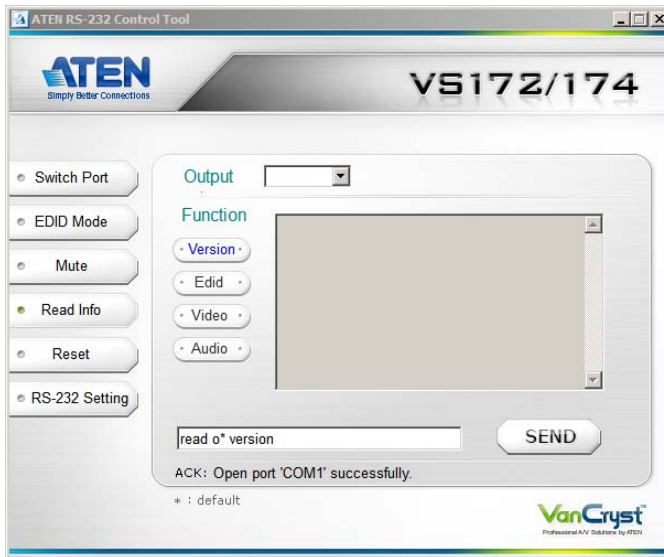 ATEN RS-232 Control Tool
ATEN
Simply Better Connections
VS172/174
Switch Port
EDID Mode
Mute
Read Info
Reset
RS-232 Setting
Output
Function
Version
Edid
Video
Audio
read o* version
SEND
ACK: Open port 'COM1' successfully.
* : default
VanCryst™
Professional A/V Solutions by ATEN